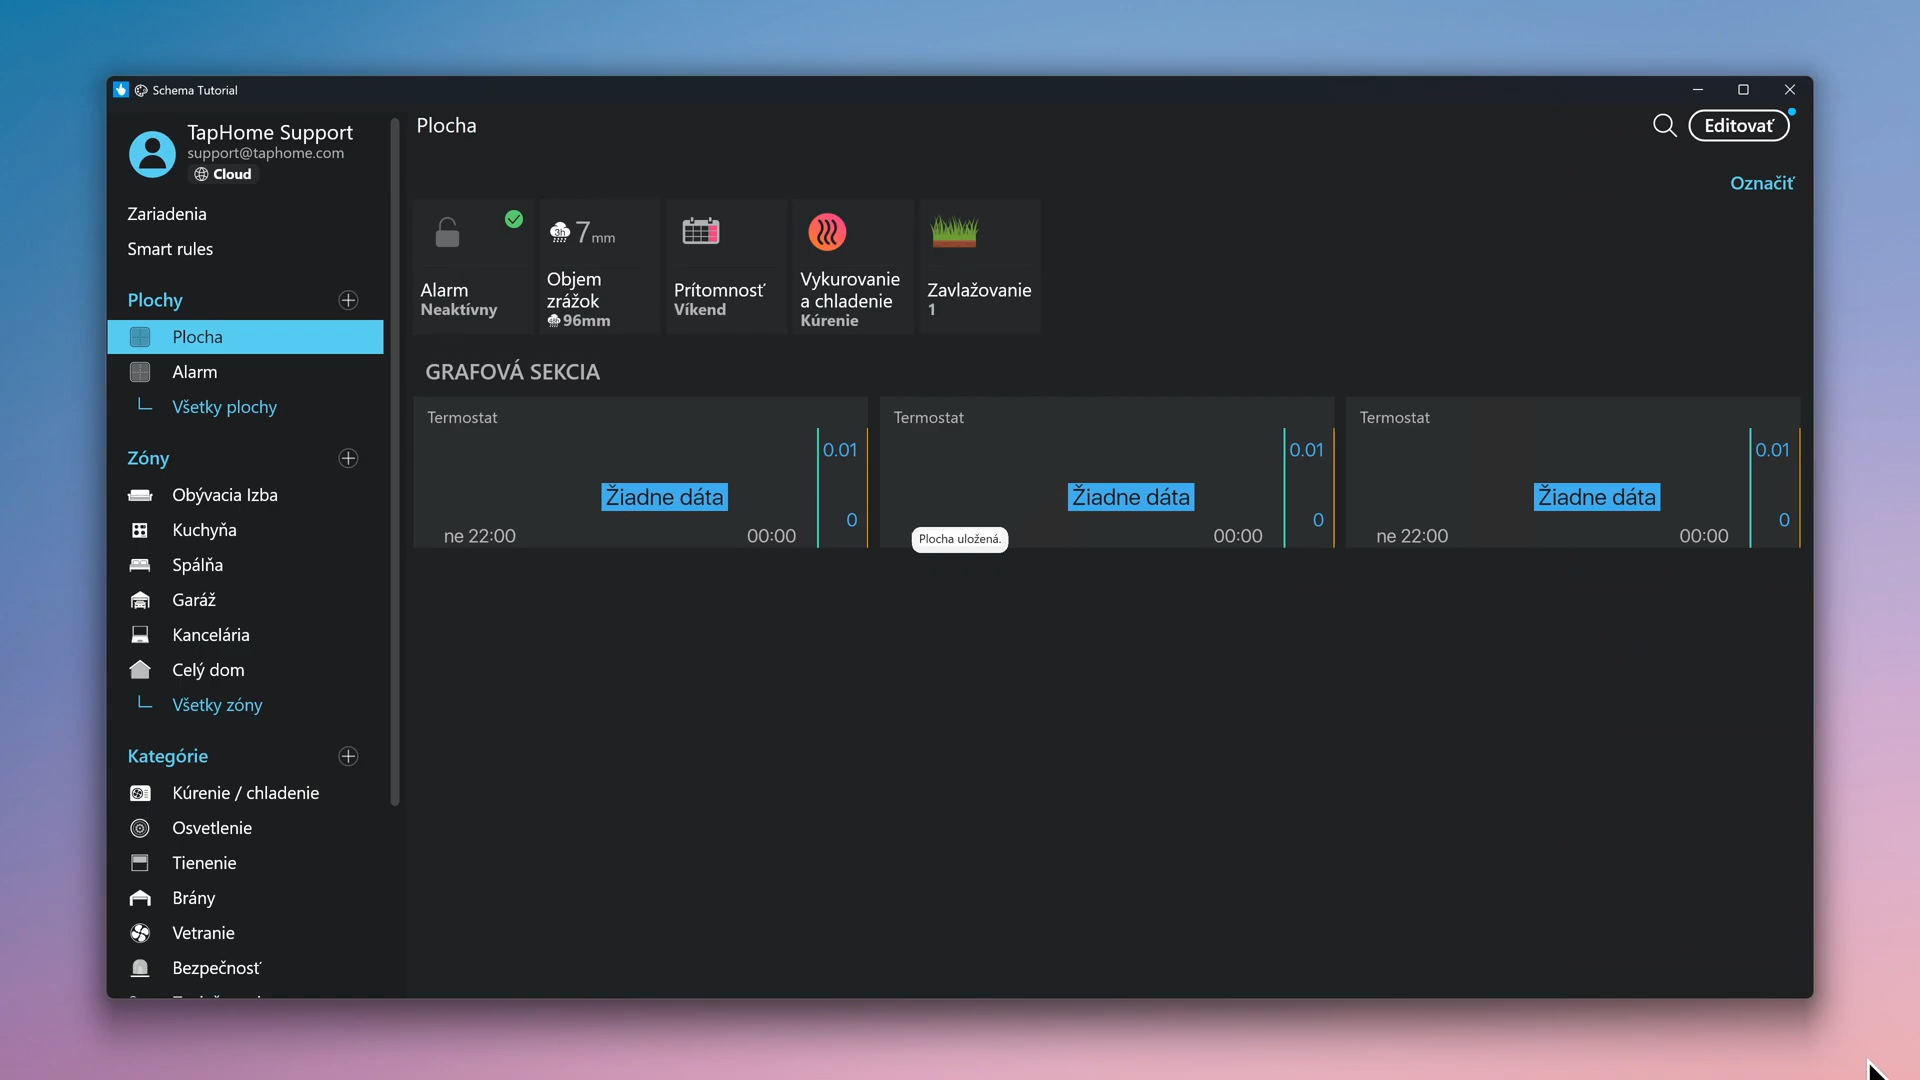 Schema Tutorial
TapHome Support
support@taphome.com
Cloud
Zariadenia
Smart rules
Plochy
Plocha
Alarm
Všetky plochy
Zóny
Obývacia Izba
Kuchyňa
Spálňa
Garáž
Kancelária
Celý dom
Všetky zóny
Kategórie
Kúrenie / chladenie
Osvetlenie
Tienenie
Brány
Vetranie
Bezpečnosť
Plocha
Editovať
Označiť
Alarm
Neaktívny
3h
7mm
Objem
zrážok
96mm
Prítomnosť
Víkend
Vykurovanie
a chladenie
Kúrenie
Zavlažovanie
1
GRAFOVÁ SEKCIA
Termostat
0.01
Žiadne dáta
0
ne 22:00
00:00
Termostat
0.01
Žiadne dáta
0
00:00
Plocha uložená.
Termostat
0.01
Žiadne dáta
0
ne 22:00
00:00